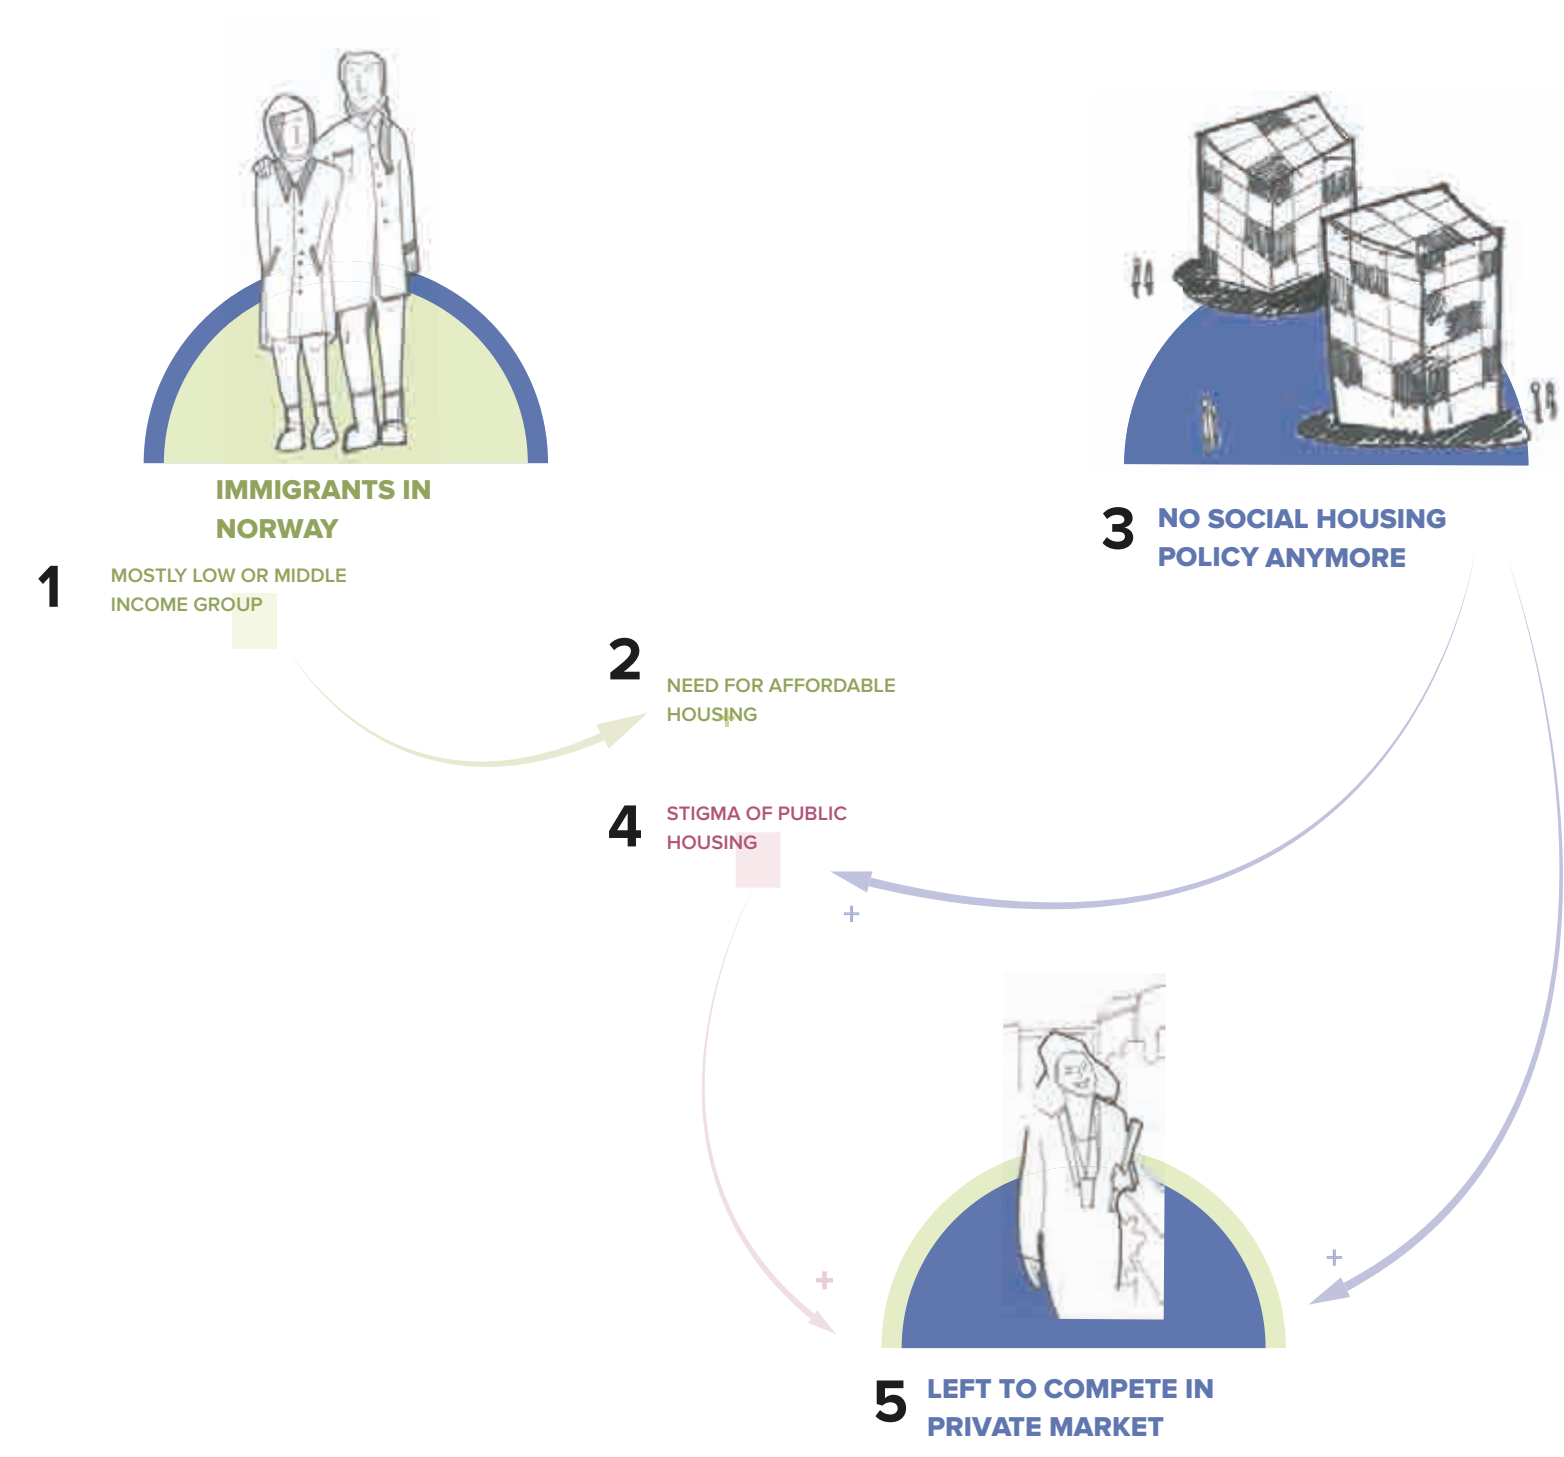 IMMIGRANTS IN
NORWAY
1
MOSTLY LOW OR MIDDLE
INCOME GROUP
2
NEED FOR AFFORDABLE
HOUSING
+
3
NO SOCIAL HOUSING
POLICY ANYMORE
4
STIGMA OF PUBLIC
HOUSING
+
+
+
5
LEFT TO COMPETE IN
PRIVATE MARKET